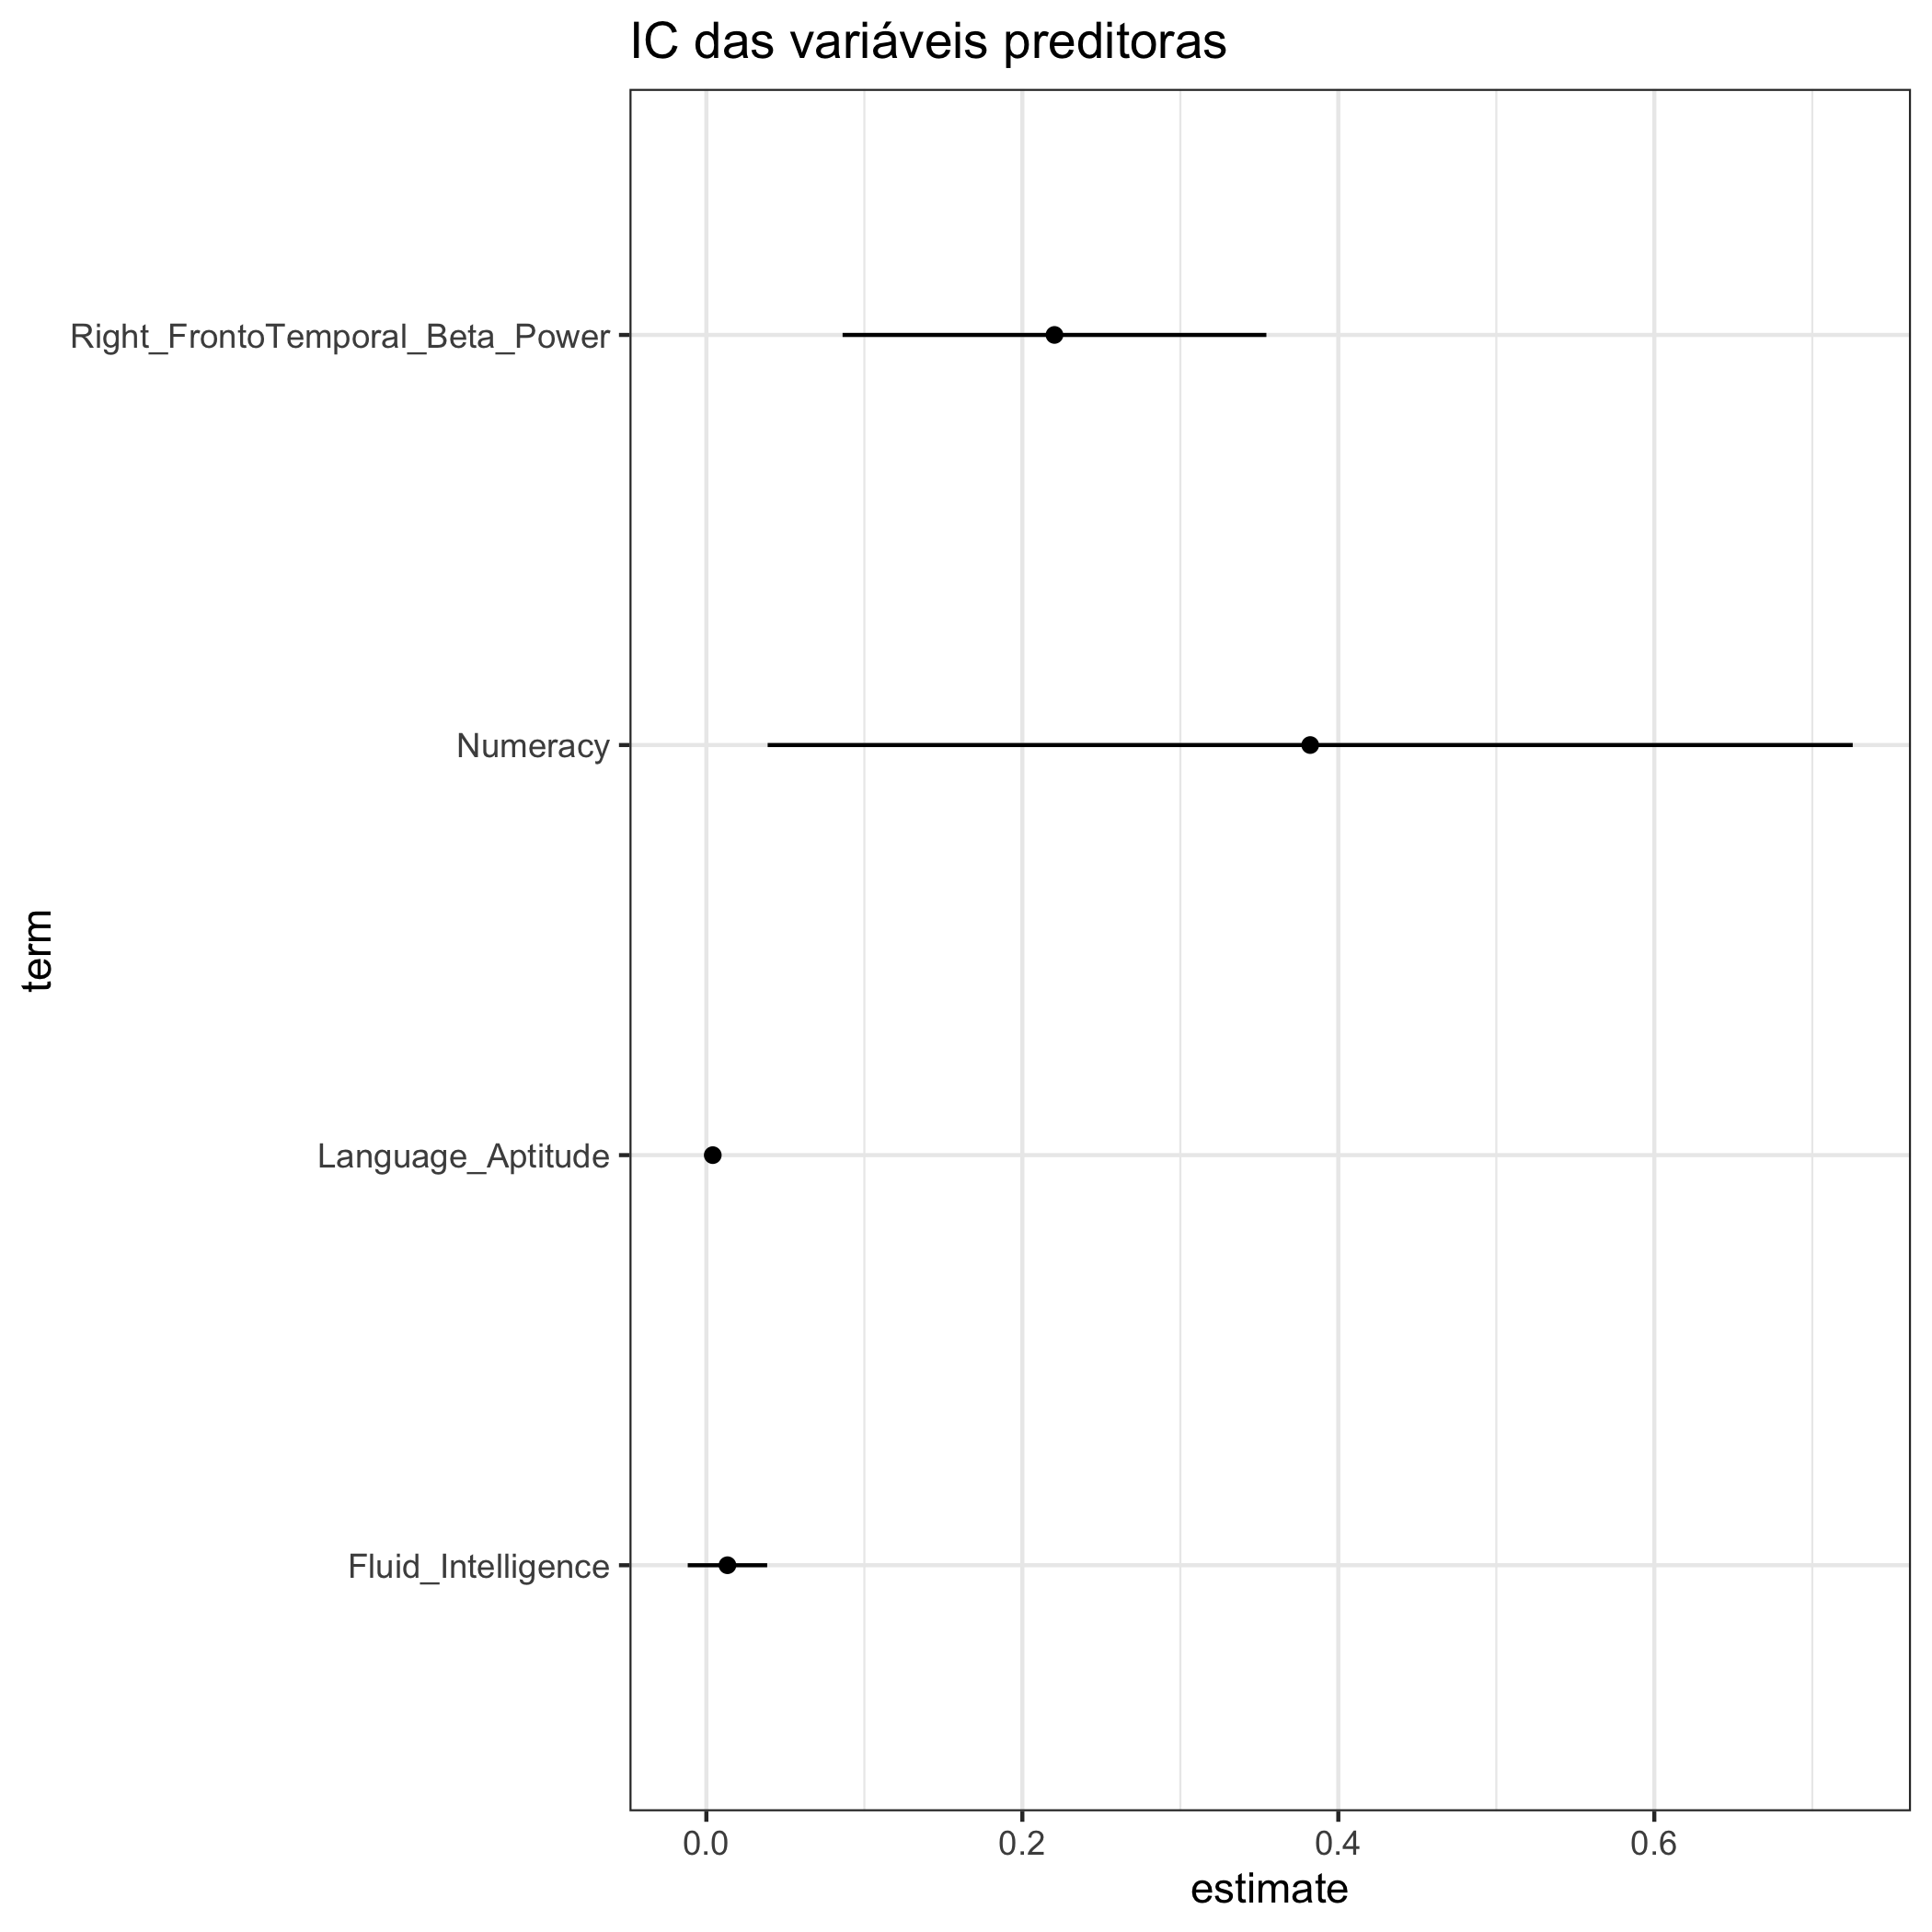 IC das variáveis preditoras
Right_FrontoTemporal_Beta_Power
Numeracy
term
Language_Aptitude
Fluid_Intelligence
0.0 0.2 0.4 0.6
estimate